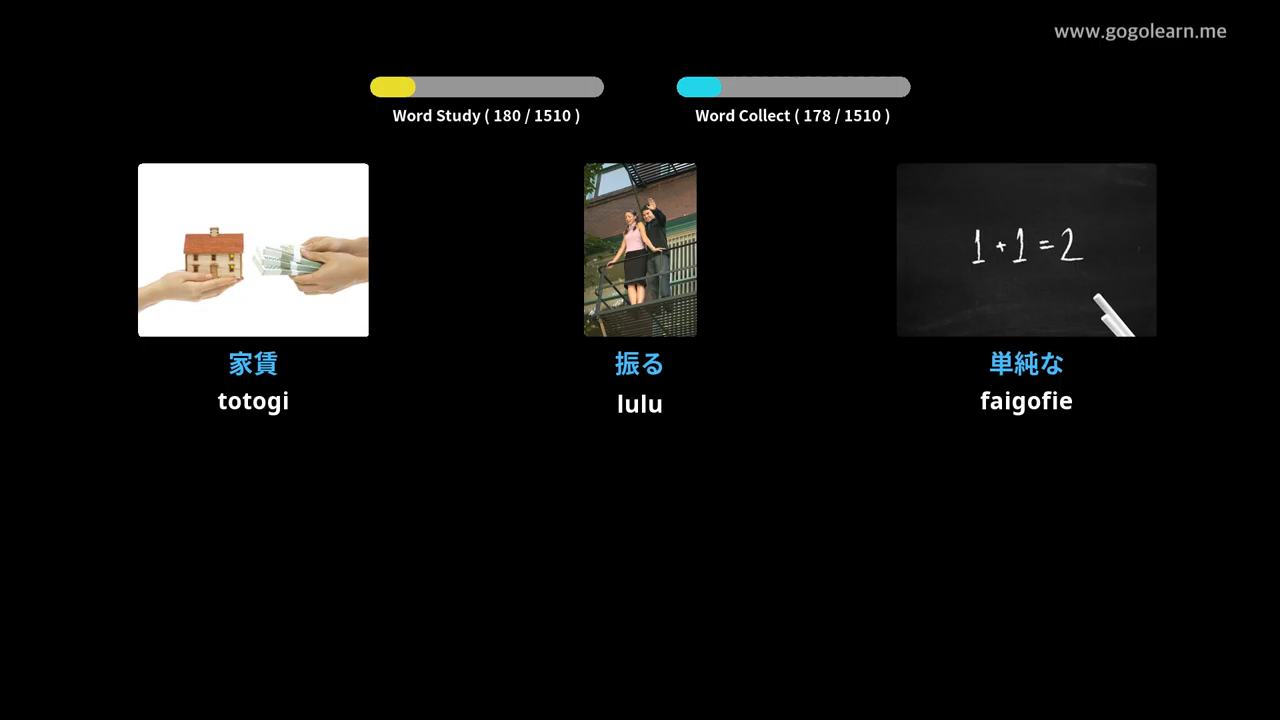 www.gogolearn.me
Word Study ( 180 / 1510 )
Word Collect ( 178 / 1510 )
1 + 1 = 2
家賃
振る
単純な
totogi
lulu
faigofie